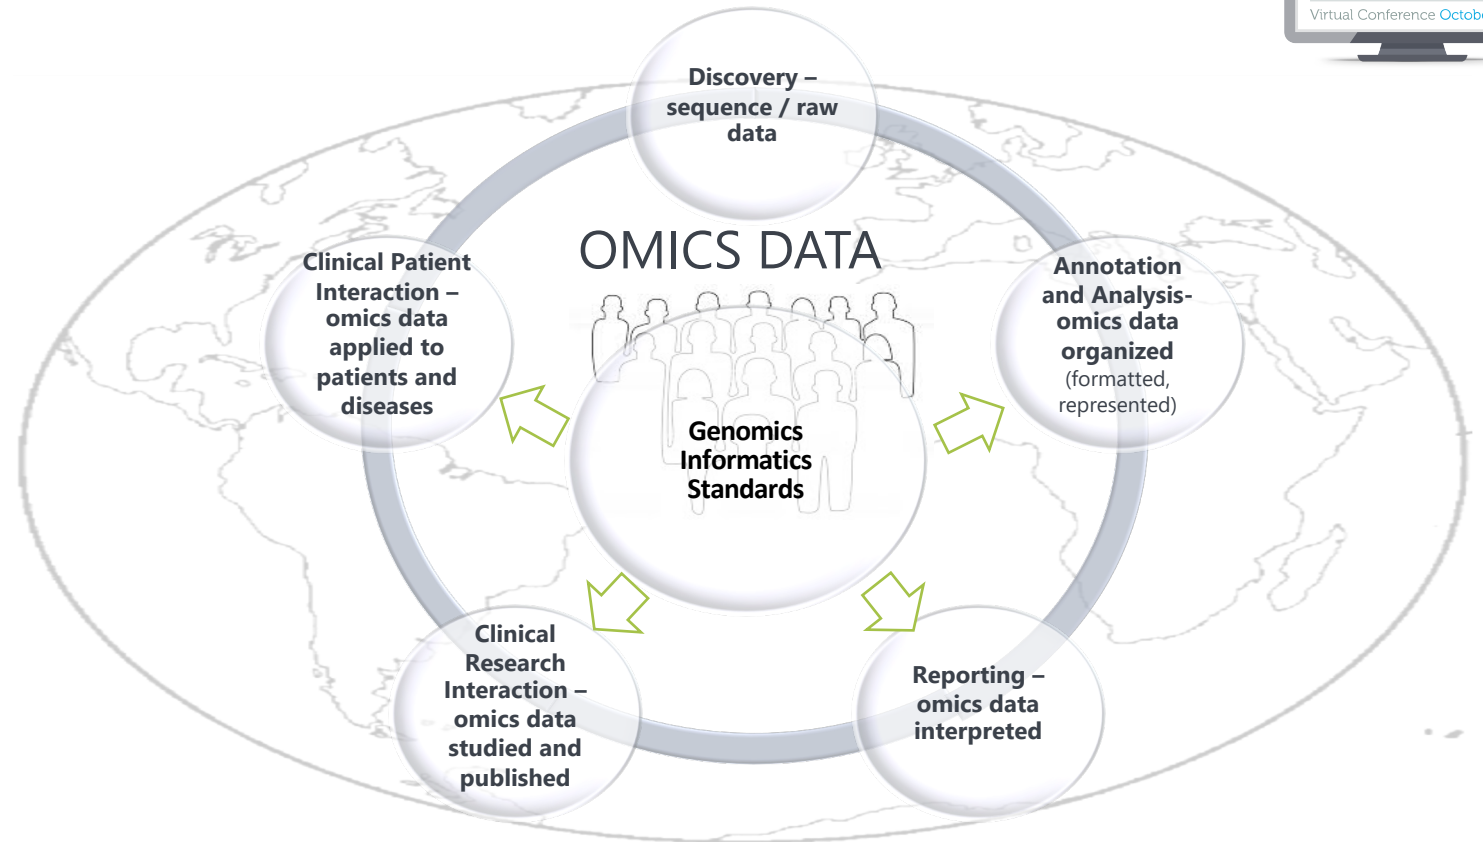 Virtual Conference
Discovery –
sequence / raw
data
OMICS DATA
Clinical Patient
Interaction –
omics data
applied to
patients and
diseases
Annotation
and Analysis-
omics data
organized
(formatted,
represented)
Genomics
Informatics
Standards
Clinical
Research
Interaction –
omics data
studied and
published
Reporting –
omics data
interpreted